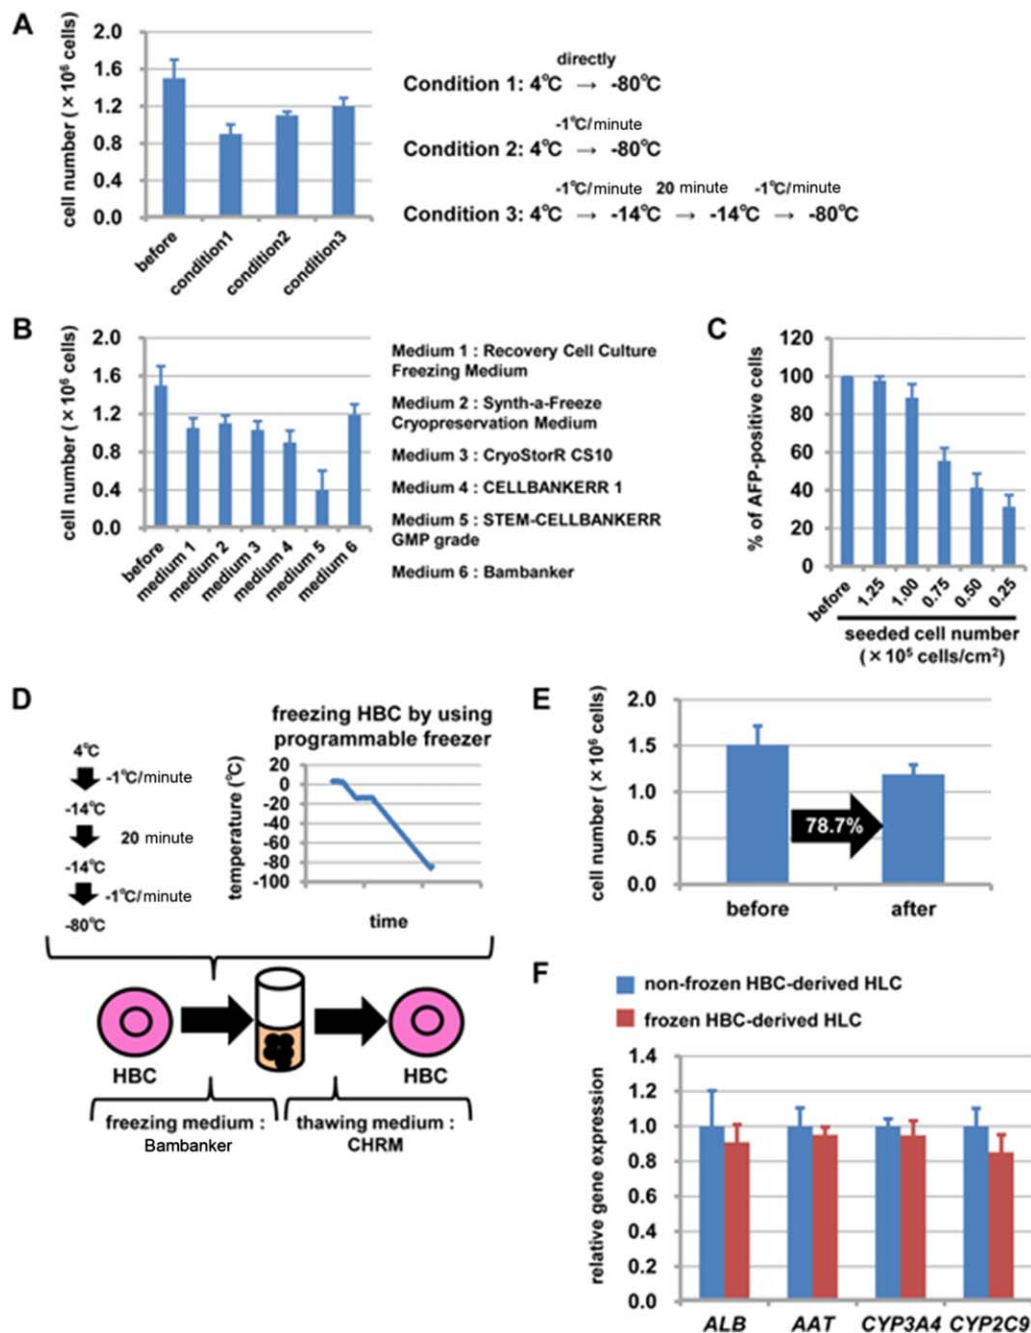 A
cell number (×10⁶ cells)
2.0
1.6
1.2
0.8
0.4
0.0
before
condition1
condition2
condition3
directly
Condition 1: 4℃ → -80℃
-1℃/minute
Condition 2: 4℃ → -80℃
-1℃/minute 20 minute -1℃/minute
Condition 3: 4℃ → -14℃ → -14℃ → -80℃
B
cell number (×10⁶ cells)
2.0
1.6
1.2
0.8
0.4
0.0
before
medium 1
medium 2
medium 3
medium 4
medium 5
medium 6
Medium 1 : Recovery Cell Culture
Freezing Medium
Medium 2 : Synth-a-Freeze
Cryopreservation Medium
Medium 3 : CryoStorR CS10
Medium 4 : CELLBANKERR 1
Medium 5 : STEM-CELLBANKERR
GMP grade
Medium 6 : Bambanker
C
% of AFP-positive cells
120
100
80
60
40
20
0
before
1.25
1.00
0.75
0.50
0.25
seeded cell number
(×10⁵ cells/cm²)
D
4℃
-1℃/minute
-14℃
20 minute
-14℃
-1℃/minute
-80℃
freezing HBC by using
programmable freezer
temperature (℃)
20
0
-20
-40
-60
-80
-100
time
HBC
HBC
freezing medium :
Bambanker
thawing medium :
CHRM
E
cell number (×10⁶ cells)
2.0
1.5
1.0
0.5
0.0
78.7%
before
after
F
non-frozen HBC-derived HLC
frozen HBC-derived HLC
relative gene expression
1.4
1.2
1.0
0.8
0.6
0.4
0.2
0.0
ALB
AAT
CYP3A4
CYP2C9